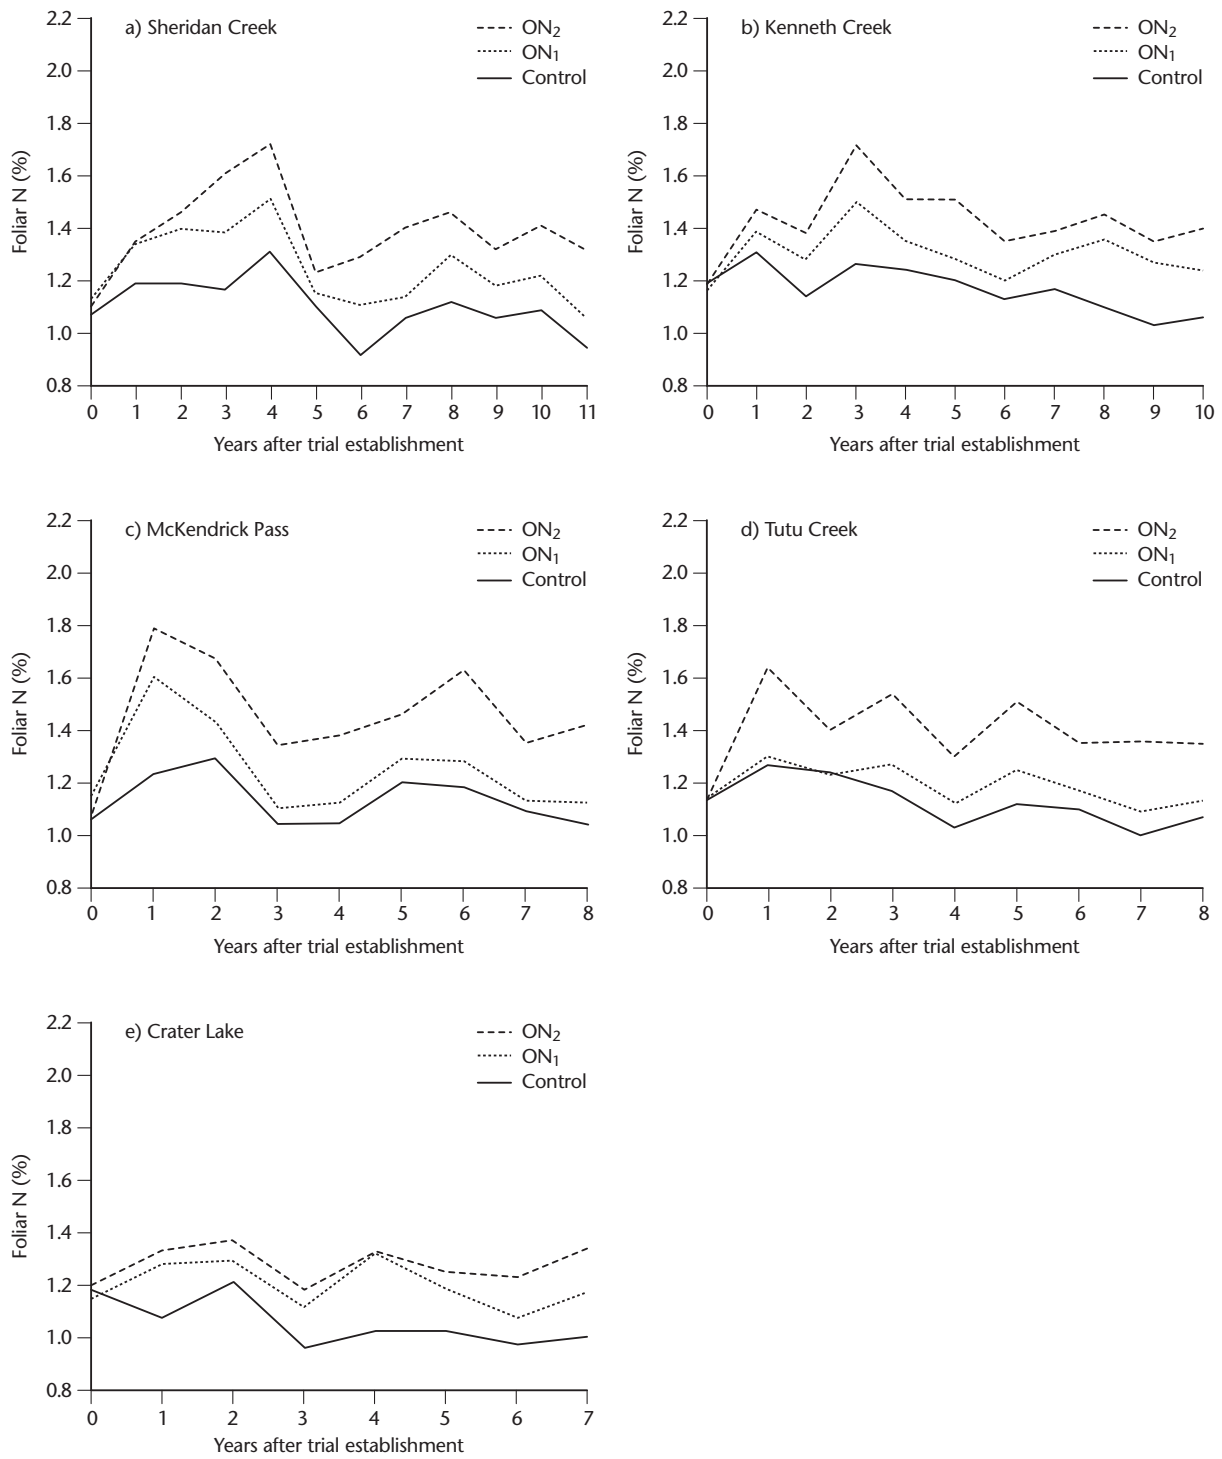 a) Sheridan Creek
ON2
ON1
Control
Foliar N (%)
2.2
2.0
1.8
1.6
1.4
1.2
1.0
0.8
0 1 2 3 4 5 6 7 8 9 10 11
Years after trial establishment
b) Kenneth Creek
ON2
ON1
Control
Foliar N (%)
2.2
2.0
1.8
1.6
1.4
1.2
1.0
0.8
0 1 2 3 4 5 6 7 8 9 10
Years after trial establishment
c) McKendrick Pass
ON2
ON1
Control
Foliar N (%)
2.2
2.0
1.8
1.6
1.4
1.2
1.0
0.8
0 1 2 3 4 5 6 7 8
Years after trial establishment
d) Tutu Creek
ON2
ON1
Control
Foliar N (%)
2.2
2.0
1.8
1.6
1.4
1.2
1.0
0.8
0 1 2 3 4 5 6 7 8
Years after trial establishment
e) Crater Lake
ON2
ON1
Control
Foliar N (%)
2.2
2.0
1.8
1.6
1.4
1.2
1.0
0.8
0 1 2 3 4 5 6 7
Years after trial establishment